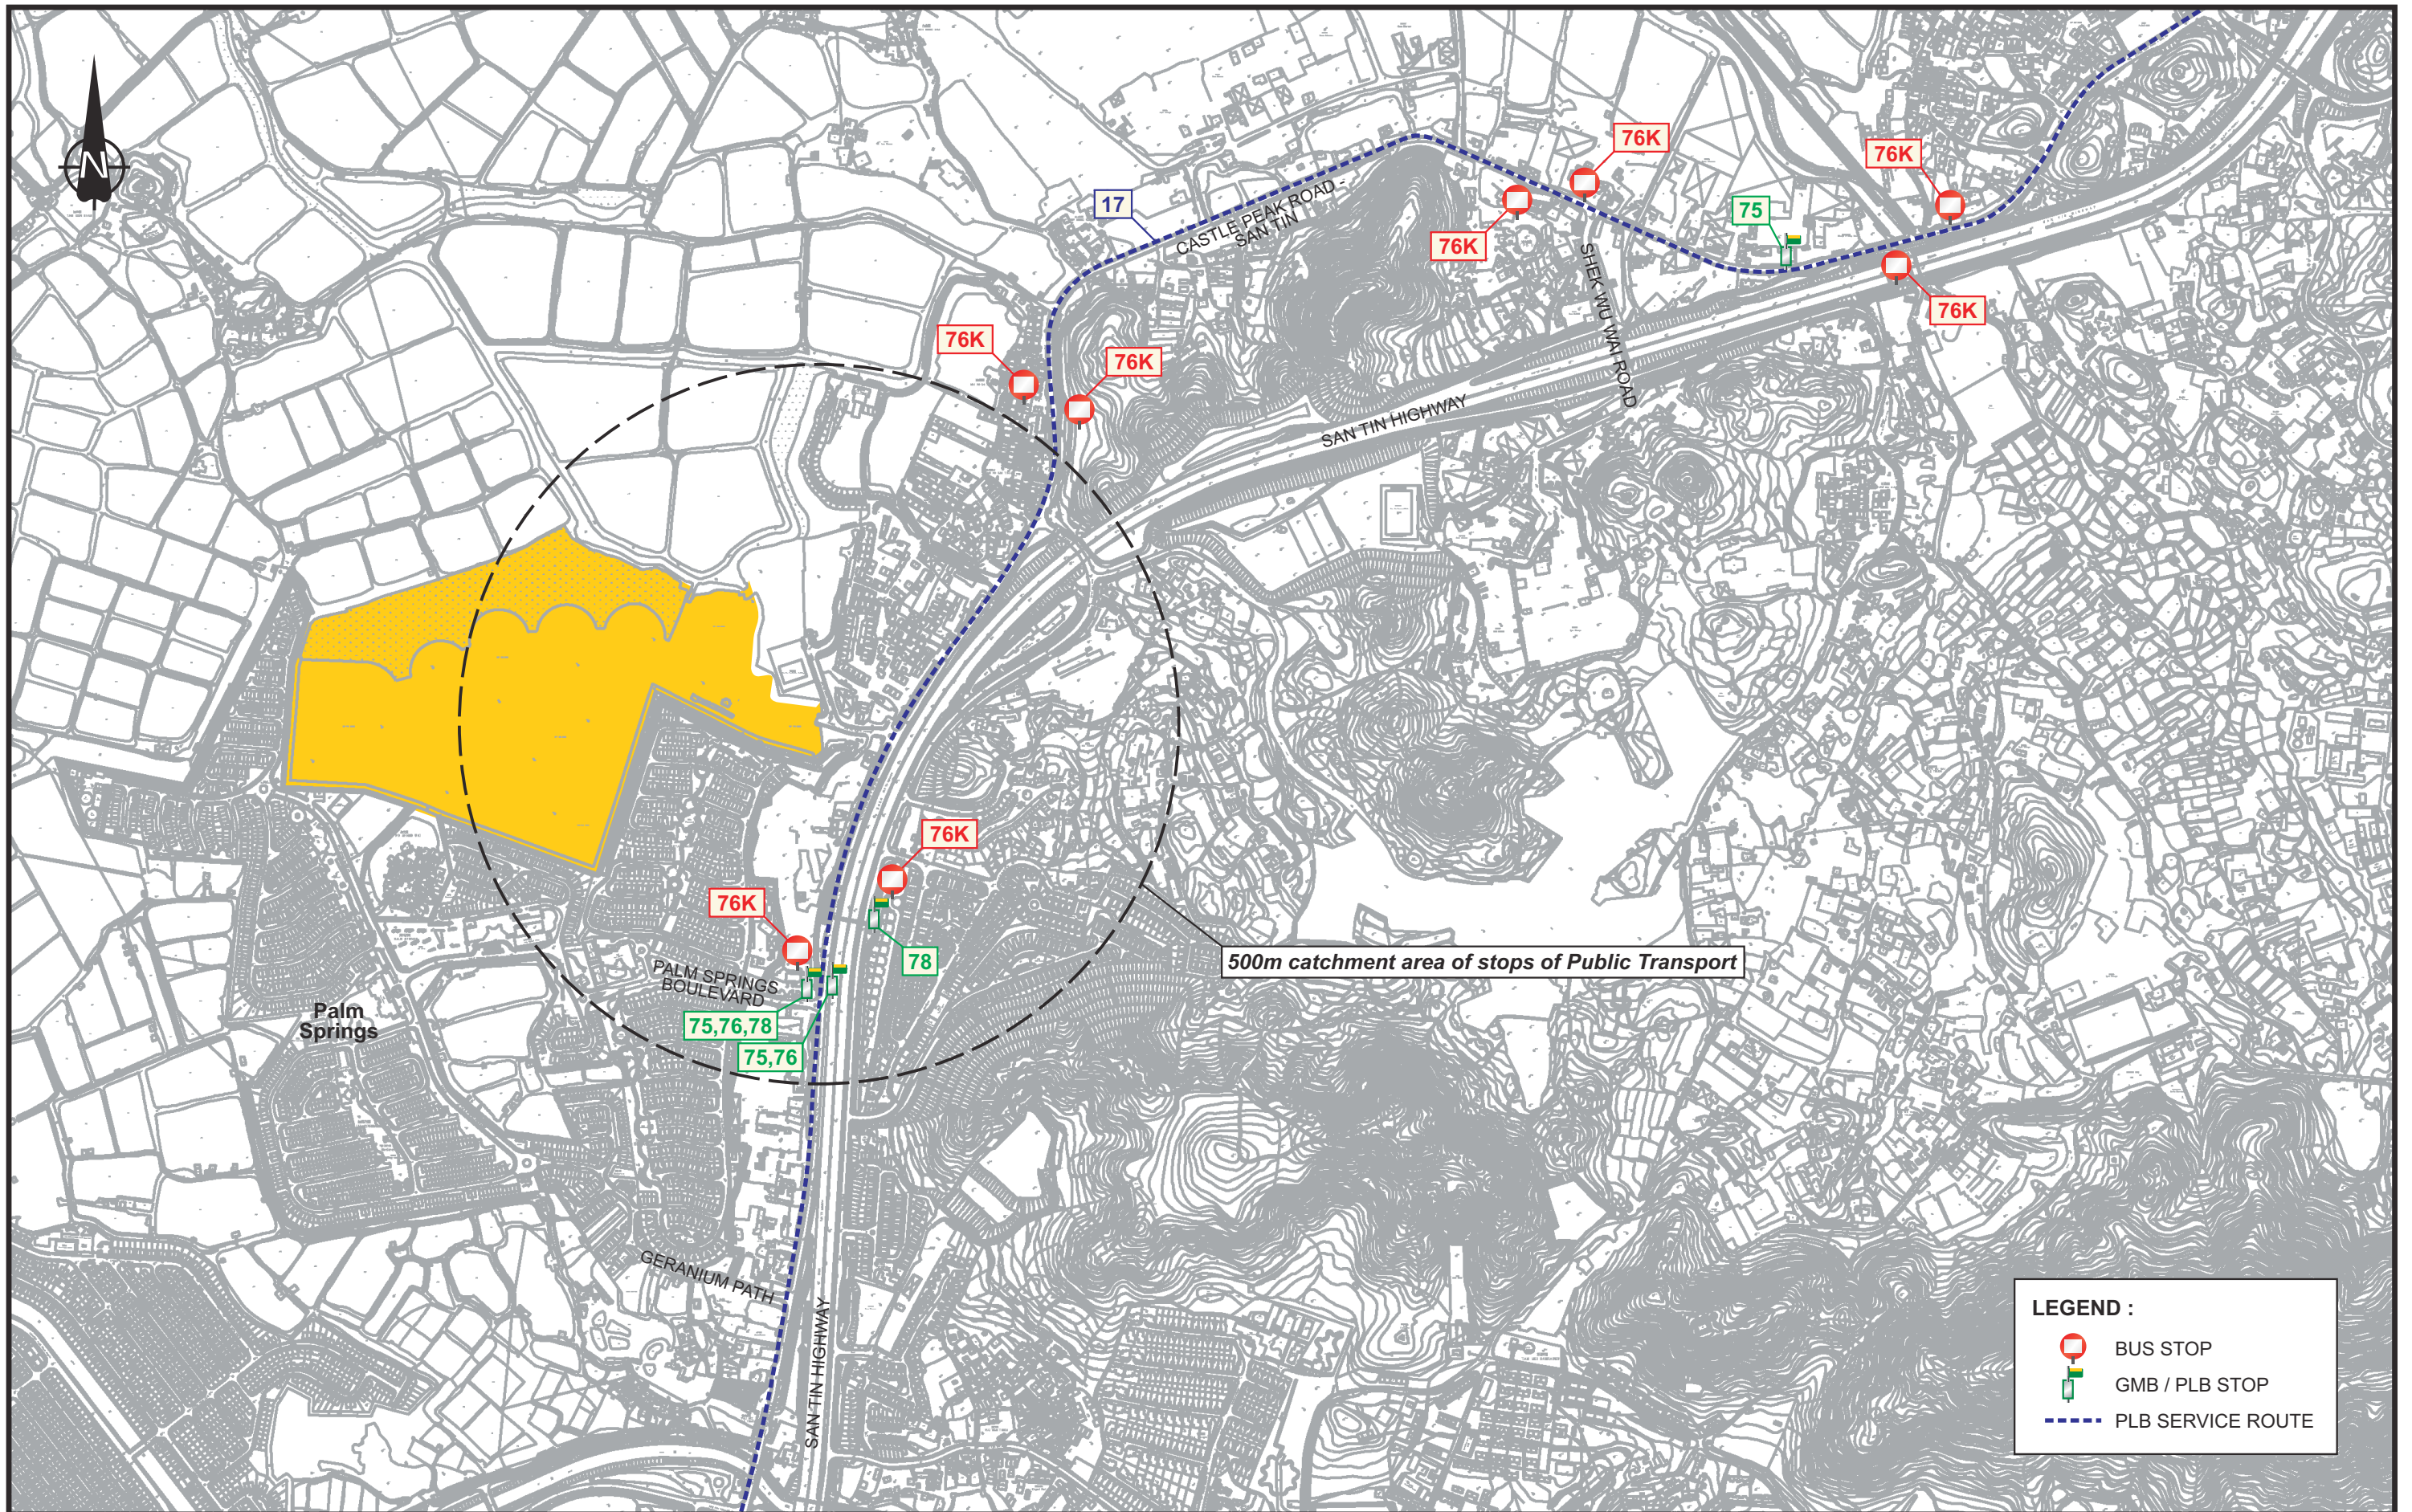 N
76K
76K
17
CASTLE PEAK ROAD
SAN TIN
75
76K
SHEK WU WAI ROAD
76K
76K
76K
SAN TIN HIGHWAY
76K
76K
78
500m catchment area of stops of Public Transport
PALM SPRINGS
BOULEVARD
Palm
Springs
75,76,78
75,76
GERANIUM PATH
SAN TIN HIGHWAY
LEGEND :
BUS STOP
GMB / PLB STOP
PLB SERVICE ROUTE